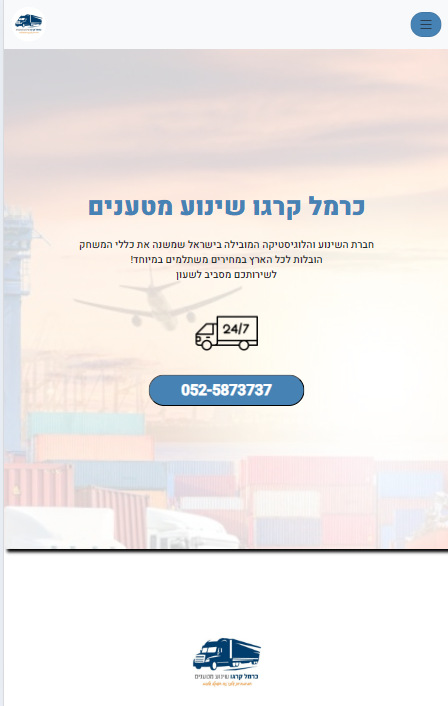 כרמל קרגו שינוע מטענים
חברת השינוע והלוגיסטיקה המובילה בישראל שמשנה את כללי המשחק
הובלות לכל הארץ במחירים משתלמים במיוחד!
לשירותכם מסביב לשעון
24/7
052-5873737
כרמל קרגו שינוע מטענים